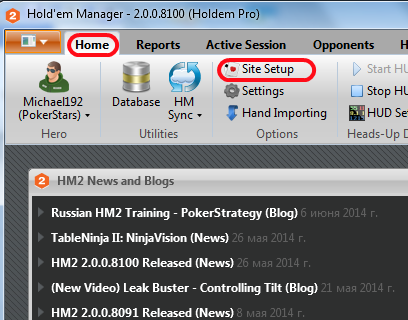 Hold'em Manager - 2.0.0.8100 (Holdem Pro)
Home Reports Active Session Opponents
Michael192
(PokerStars)
Hero
Database
HM
Sync
Utilities
Site Setup
Settings
Hand Importing
Options
Start HU
Stop HU
HUD Set
Heads-Up D
HM2 News and Blogs
Russian HM2 Training - PokerStrategy (Blog) 6 июня 2014 г.
TableNinja II: NinjaVision (News) 26 мая 2014 г.
HM2 2.0.0.8100 Released (News) 26 мая 2014 г.
(New Video) Leak Buster - Controlling Tilt (Blog) 21 мая 2014 г.
HM2 2.0.0.8091 Released (News) 8 мая 2014 г.